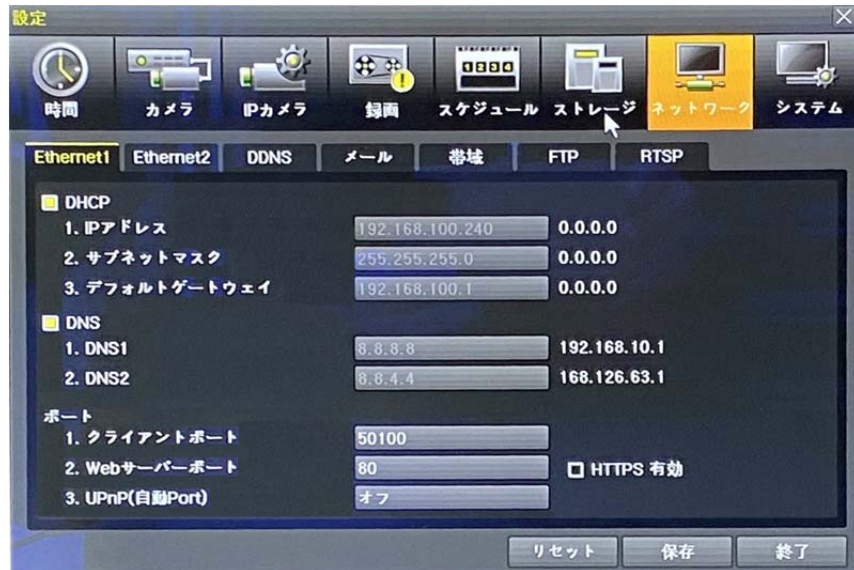 設定
時間 カメラ IPカメラ 録画 スケジュール ストレージ ネットワーク システム
1234
Ethernet1 Ethernet2 DDNS メール 帯域 FTP RTSP
DHCP
1. IPアドレス 192.168.100.240 0.0.0.0
2. サブネットマスク 255.255.255.0 0.0.0.0
3. デフォルトゲートウェイ 192.168.100.1 0.0.0.0
DNS
1. DNS1 8.8.8.8 192.168.10.1
2. DNS2 8.8.4.4 168.126.63.1
ポート
1. クライアントポート 50100
2. Webサーバーポート 80 HTTPS 有効
3. UPnP(自動Port) オフ
リセット 保存 終了